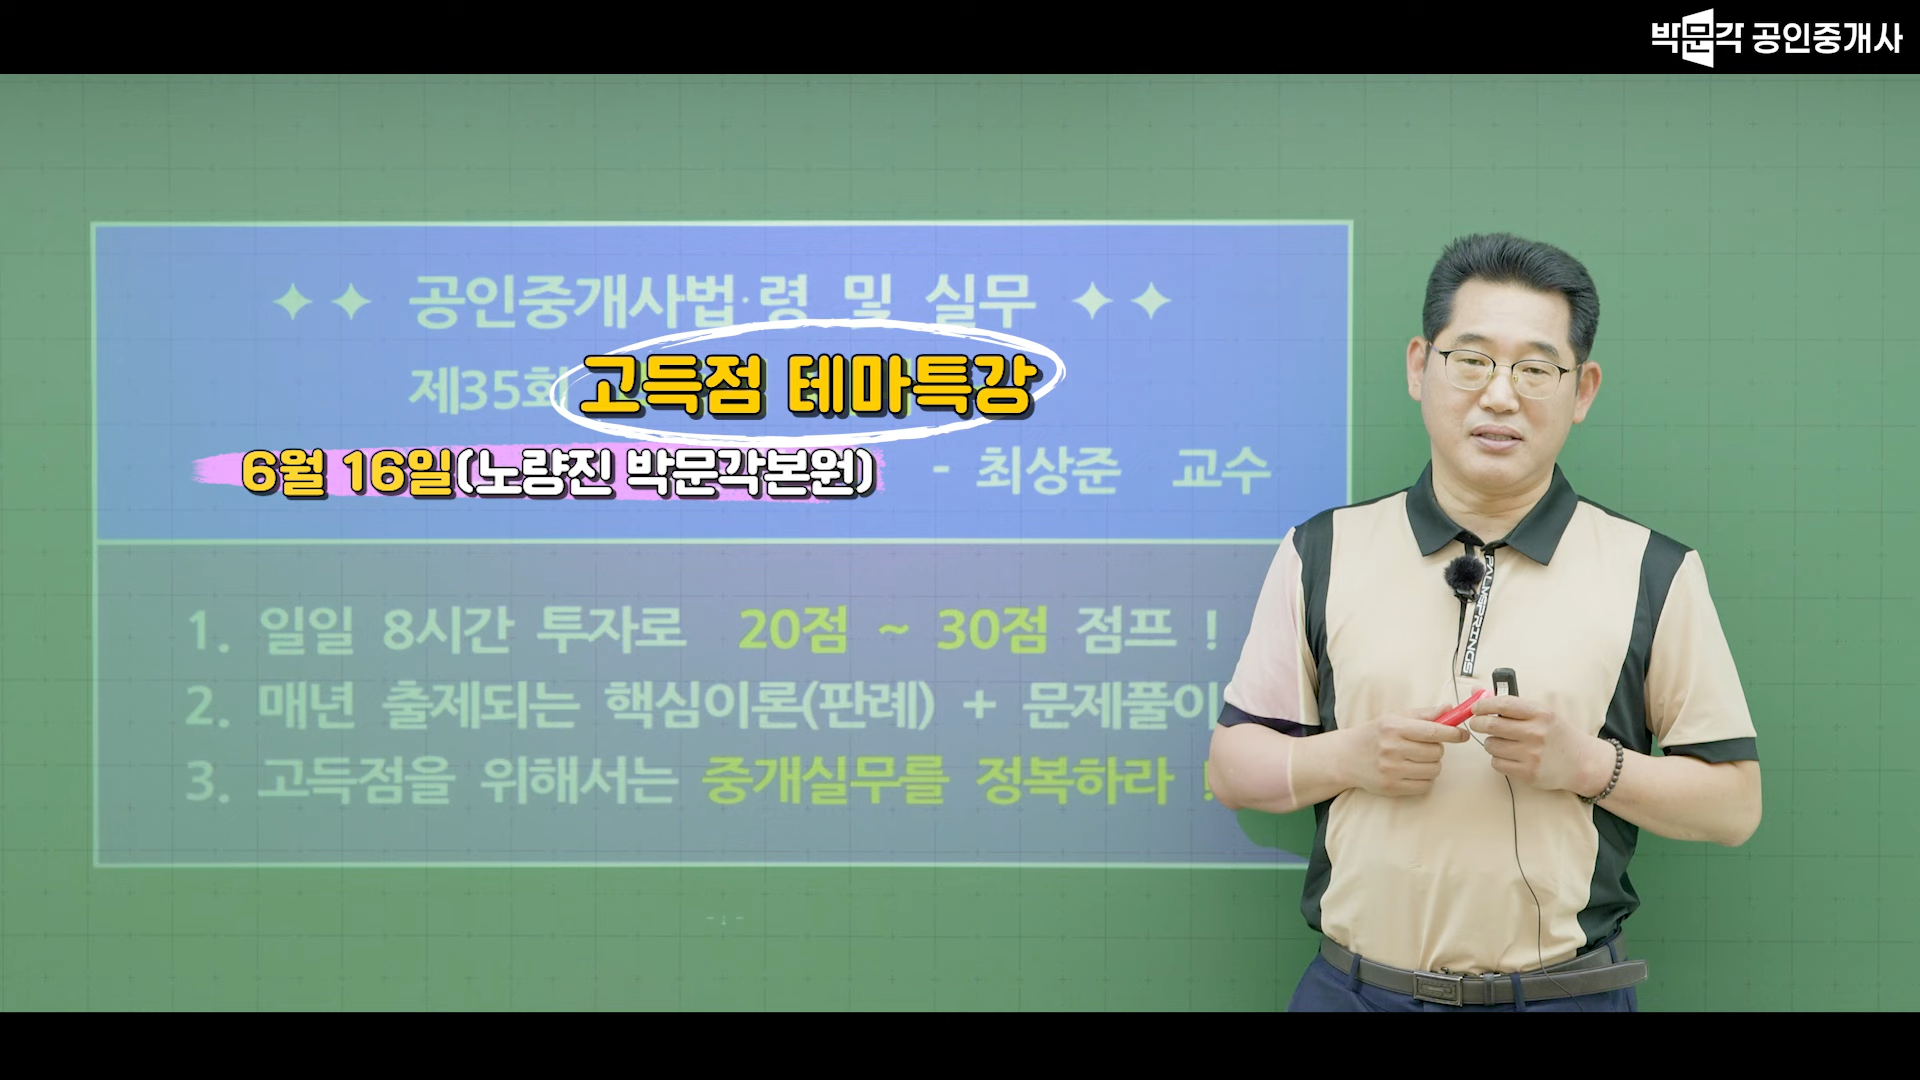 박문각 공인중개사
✦✦ 공인중개사법·령 및 실무 ✦✦
제35회 고득점 테마특강
6월 16일(노량진 박문각본원) - 최상준 교수
1. 일일 8시간 투자로 20점 ~ 30점 점프 !
2. 매년 출제되는 핵심이론(판례) + 문제풀이
3. 고득점을 위해서는 중개실무를 정복하라 !
PALMSPRINGS